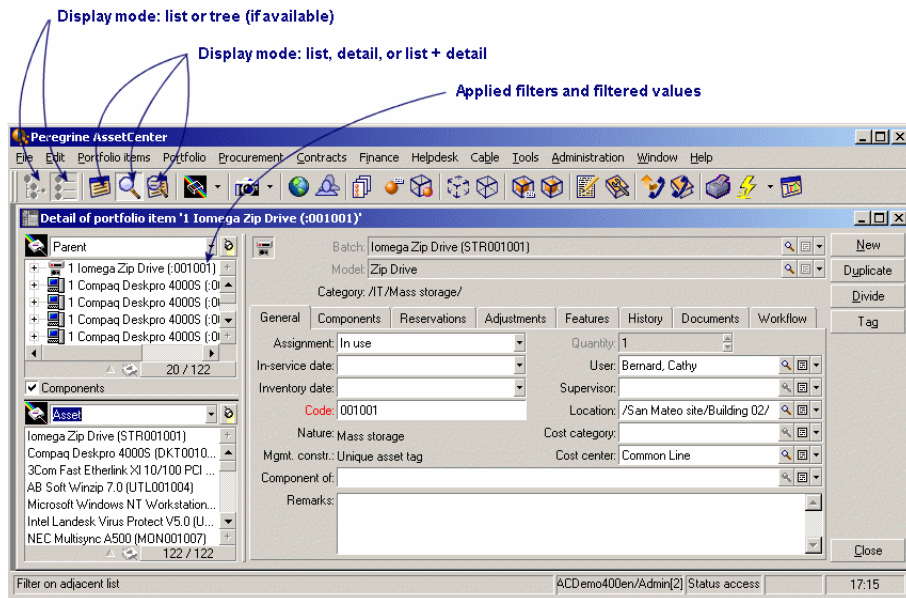 Display mode: list or tree (if available)
Display mode: list, detail, or list + detail
Applied filters and filtered values
Peregrine AssetCenter
File Edit Portfolio items Portfolio Procurement Contracts Finance Helpdesk Cable Tools Administration Window Help
Detail of portfolio item '1 Iomega Zip Drive (:001001)'
Parent
1 Iomega Zip Drive (:001001)
1 Compaq Deskpro 4000S (:0
1 Compaq Deskpro 4000S (:0
1 Compaq Deskpro 4000S (:0
1 Compaq Deskpro 4000S (:0
20 / 122
Components
Asset
Iomega Zip Drive (STR001001)
Compaq Deskpro 4000S (DKT0010...
3Com Fast Etherlink XI 10/100 PCI ...
AB Soft Winzip 7.0 (UTL001004)
Microsoft Windows NT Workstation...
Intel Landesk Virus Protect V5.0 (U...
NEC Multisync A500 (MON001007)
122 / 122
Batch: Iomega Zip Drive (STR001001)
Model: Zip Drive
Category: /IT/Mass storage/
General Components Reservations Adjustments Features History Documents Workflow
Assignment: In use
Quantity: 1
In-service date:
User: Bernard, Cathy
Inventory date:
Supervisor:
Code: 001001
Location: /San Mateo site/Building 02/
Nature: Mass storage
Cost category:
Mgmt. constr.: Unique asset tag
Cost center: Common Line
Component of:
Remarks:
New
Duplicate
Divide
Tag
Close
Filter on adjacent list
ACDemo400en/Admin[2] Status access
17:15